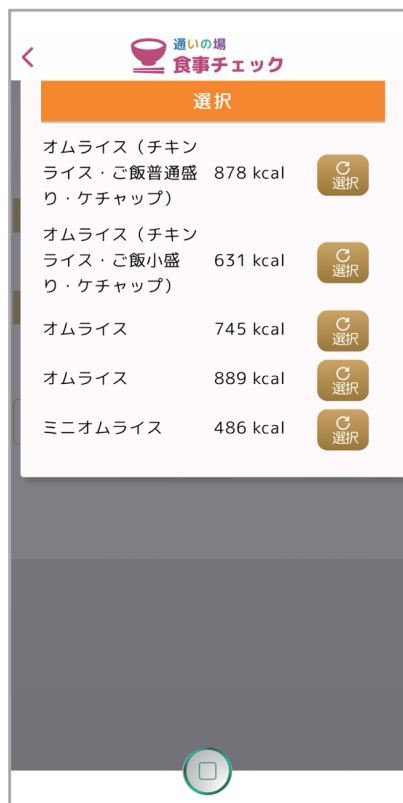 通いの場
食事チェック
選択
オムライス（チキン
ライス・ご飯普通盛
り・ケチャップ）
878 kcal
選択
オムライス（チキン
ライス・ご飯小盛
り・ケチャップ）
631 kcal
選択
オムライス 745 kcal 選択
オムライス 889 kcal 選択
ミニオムライス 486 kcal 選択